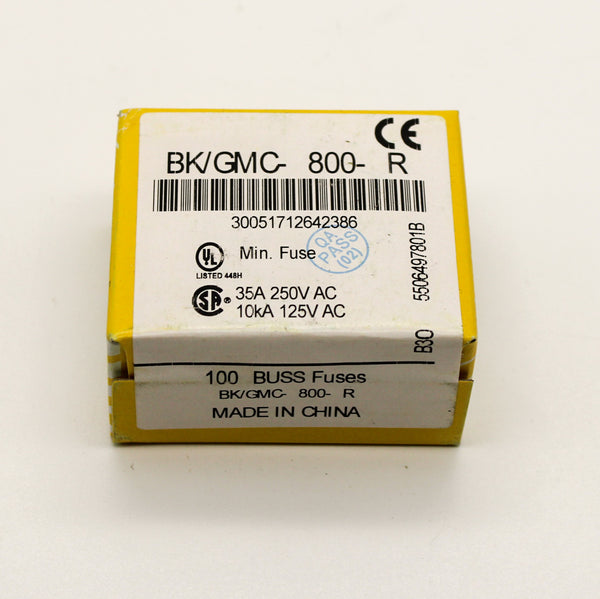 CE
BK/GMC- 800- R
30051712642386
UL
LISTED 448H
Min. Fuse
QA
PASS
(02)
SA
35A 250V AC
10kA 125V AC
B3O 5506497801B
100 BUSS Fuses
BK/GMC- 800- R
MADE IN CHINA